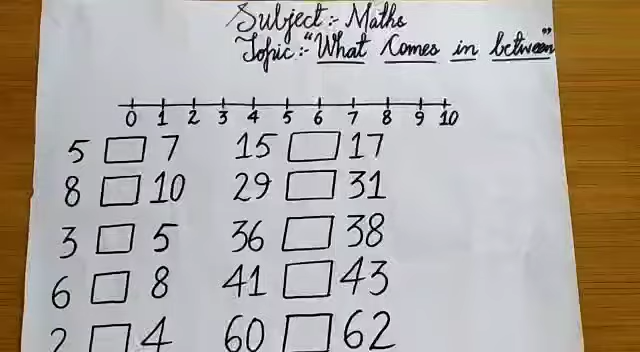 Subject:- Maths
Topic:- "What Comes in between"
0 1 2 3 4 5 6 7 8 9 10
5 7 15 17
8 10 29 31
3 5 36 38
6 8 41 43
2 4 60 62